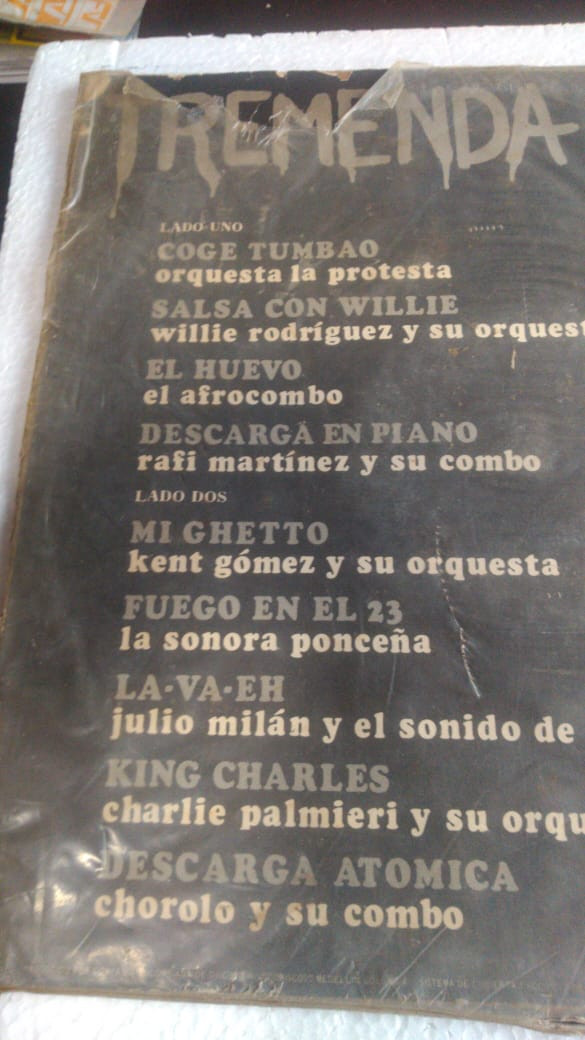 TREMENDA
LADO UNO
COGE TUMBAO
orquesta la protesta
SALSA CON WILLIE
willie rodríguez y su orquest
EL HUEVO
el afrocombo
DESCARGA EN PIANO
rafi martínez y su combo
LADO DOS
MI GHETTO
kent gómez y su orquesta
FUEGO EN EL 23
la sonora ponceña
LA-VA-EH
julio milán y el sonido de
KING CHARLES
charlie palmieri y su orqu
DESCARGA ATOMICA
chorolo y su combo